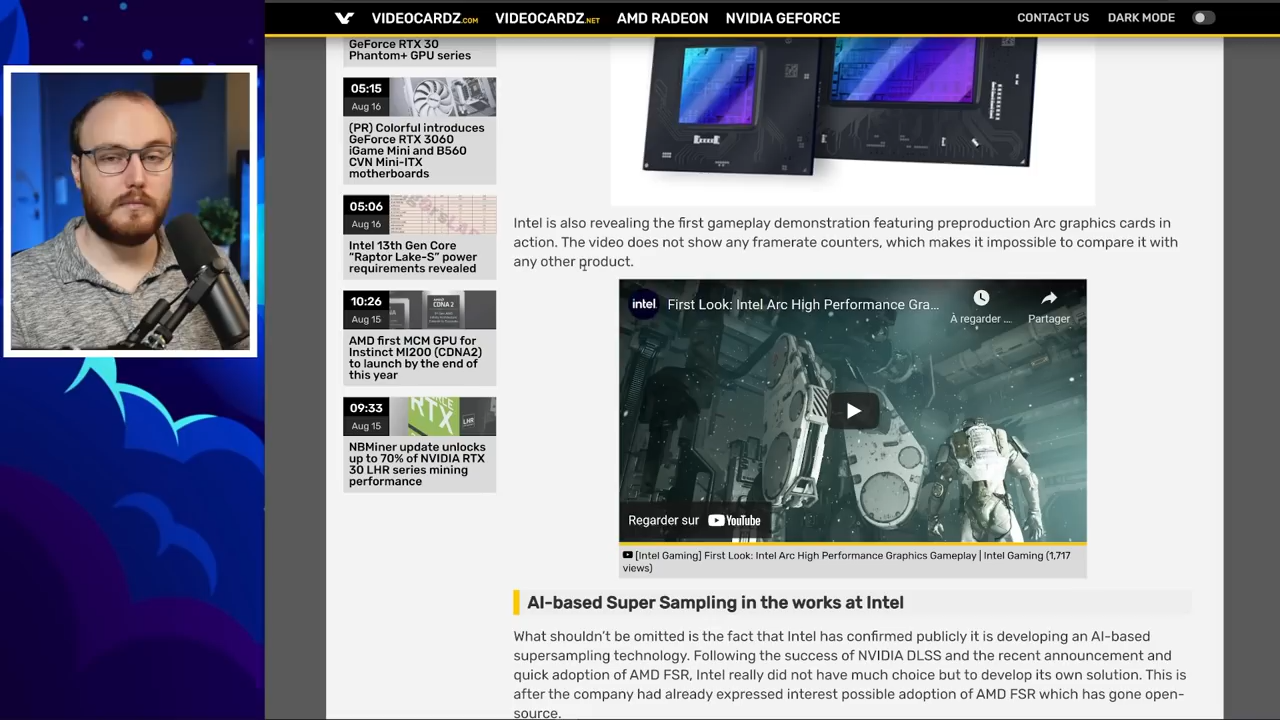 VIDEOCARDZ.COM
VIDEOCARDZ.NET
AMD RADEON
NVIDIA GEFORCE
CONTACT US
DARK MODE
GeForce RTX 30
Phantom+ GPU series
05:15
Aug 16
(PR) Colorful introduces
GeForce RTX 3060
iGame Mini and B560
CVN Mini-ITX
motherboards
05:06
Aug 16
Intel 13th Gen Core
“Raptor Lake-S” power
requirements revealed
10:26
Aug 15
AMD first MCM GPU for
Instinct MI200 (CDNA2)
to launch by the end of
this year
09:33
Aug 15
NBMiner update unlocks
up to 70% of NVIDIA RTX
30 LHR series mining
performance
Intel is also revealing the first gameplay demonstration featuring preproduction Arc graphics cards in
action. The video does not show any framerate counters, which makes it impossible to compare it with
any other product.
intel.
First Look: Intel Arc High Performance Gra...
À regarder ....
Partager
Regarder sur YouTube
[Intel Gaming] First Look: Intel Arc High Performance Graphics Gameplay | Intel Gaming (1,717
views)
AI-based Super Sampling in the works at Intel
What shouldn’t be omitted is the fact that Intel has confirmed publicly it is developing an AI-based
supersampling technology. Following the success of NVIDIA DLSS and the recent announcement and
quick adoption of AMD FSR, Intel really did not have much choice but to develop its own solution. This is
after the company had already expressed interest possible adoption of AMD FSR which has gone open-
source.